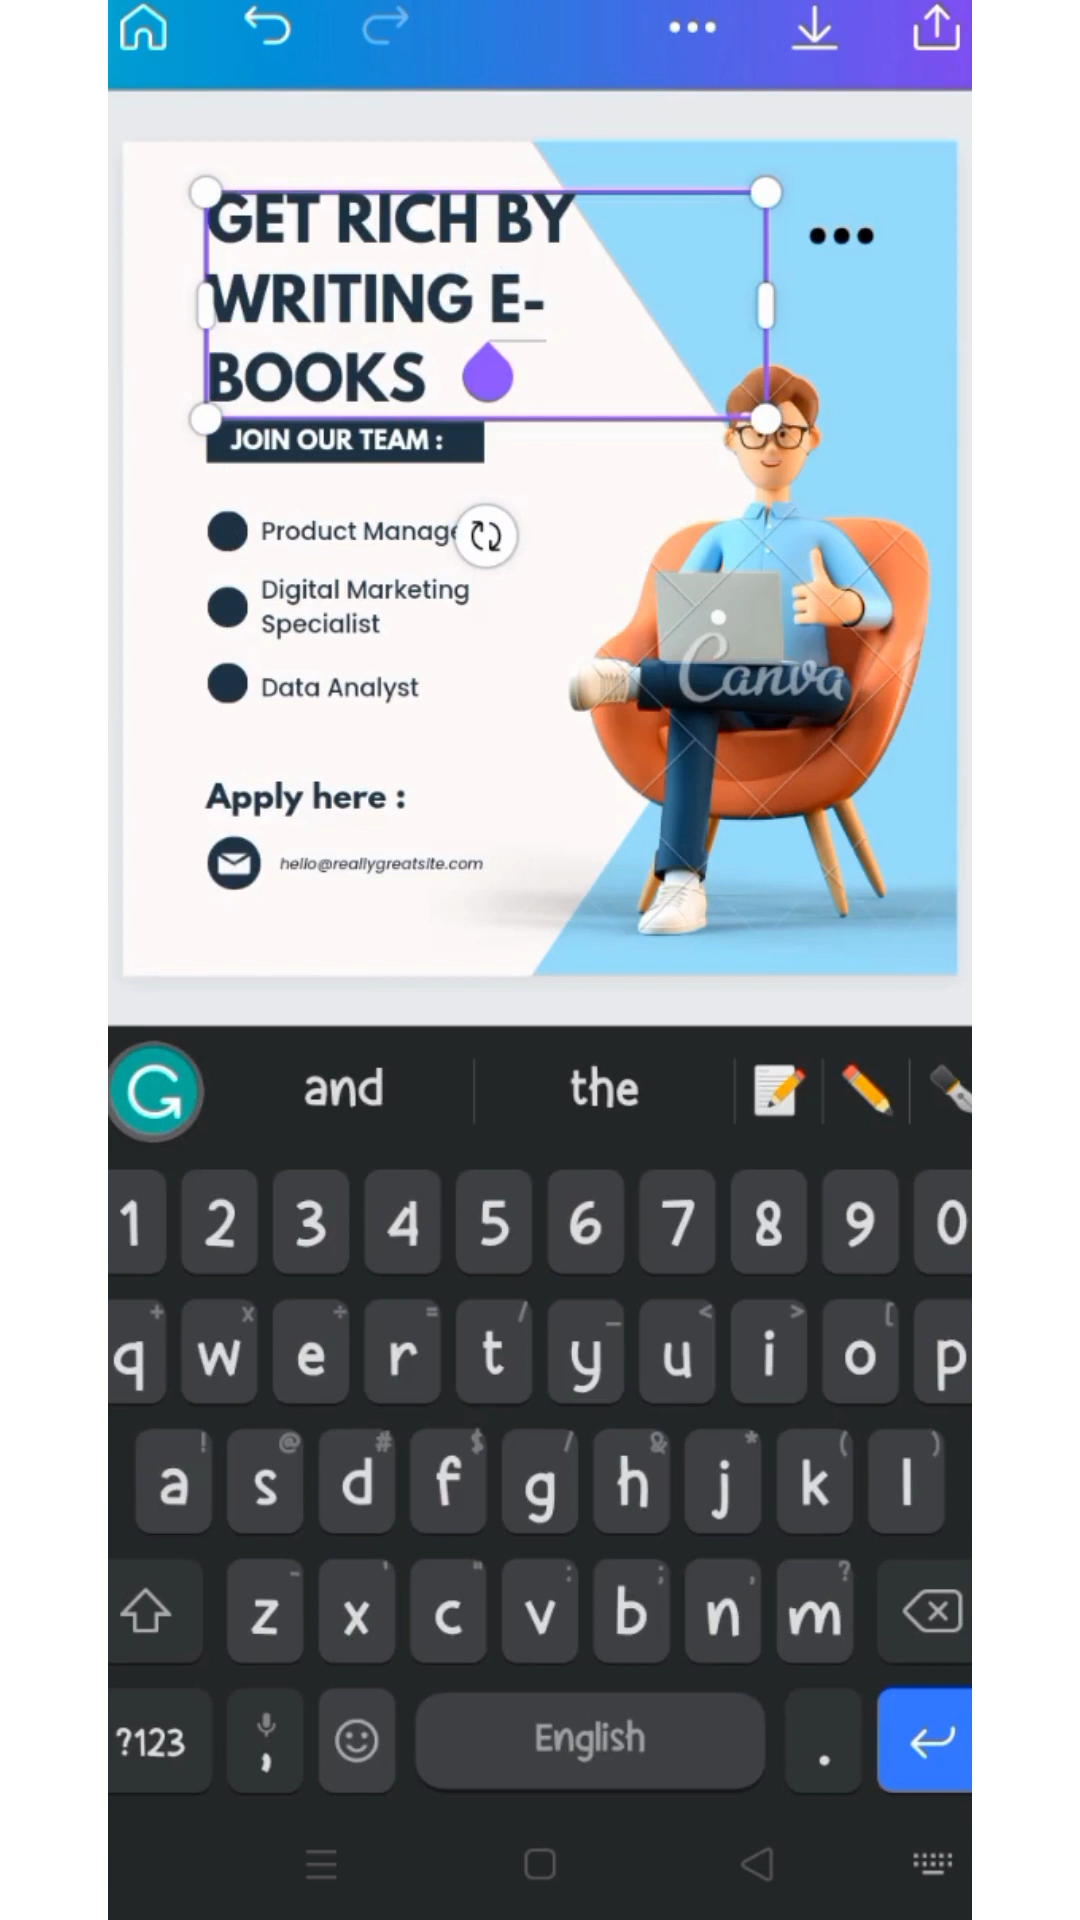 GET RICH BY
WRITING E-
BOOKS
JOIN OUR TEAM :
Product Manage
Digital Marketing
Specialist
Data Analyst
Canva
Apply here :
hello@reallygreatsite.com
and the
1 2 3 4 5 6 7 8 9 0
+ x ÷ = / _ < > [
q w e r t y u i o p
! @ # $ / & * ( )
a s d f g h j k l
- ' " : ; , ?
z x c v b n m
?123 , English .